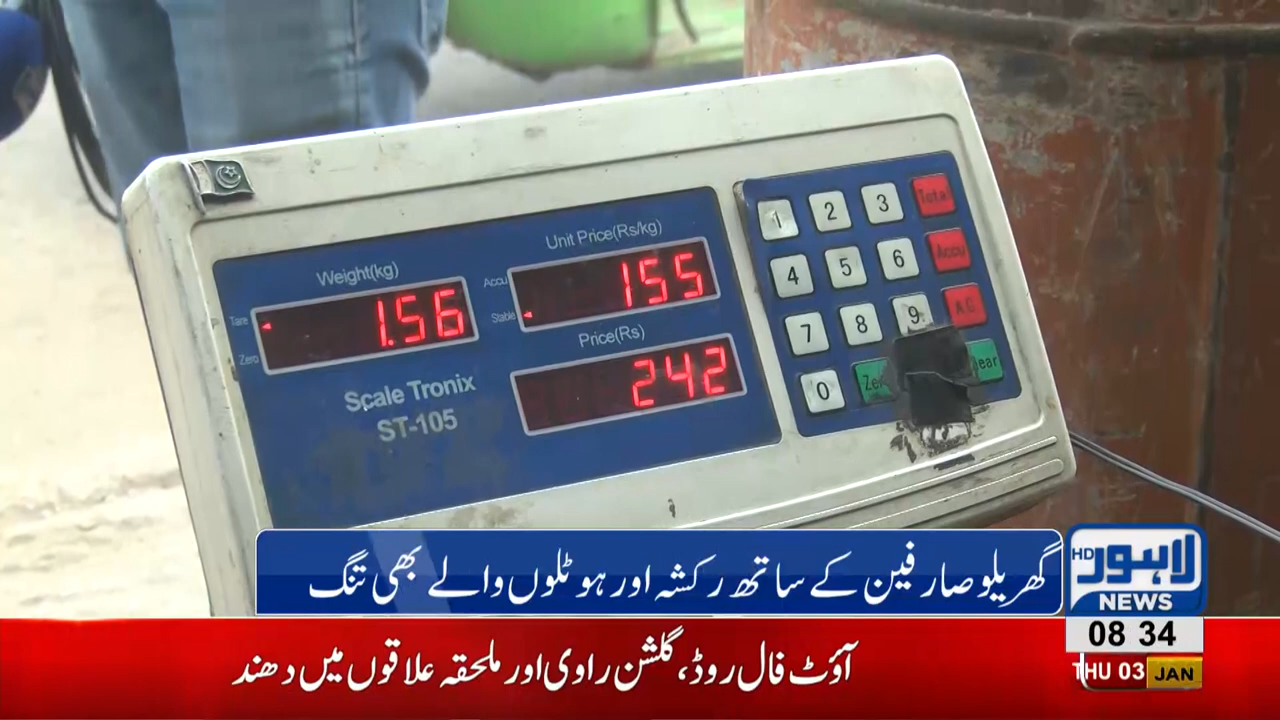 Weight(kg)
Unit Price(Rs/kg)
Tare
Zero
1.56
Accu
Stable
155
Price(Rs)
242
Scale Tronix
ST-105
1 2 3 Total
4 5 6 Accu
7 8 9 AC
0
گھریلو صارفین کے ساتھ رکشہ اور ہوٹلوں والے بھی تنگ
HD لاہور
NEWS
08 34
THU 03 JAN
آؤٹ فال روڈ، گلشن راوی اور ملحقہ علاقوں میں دھند